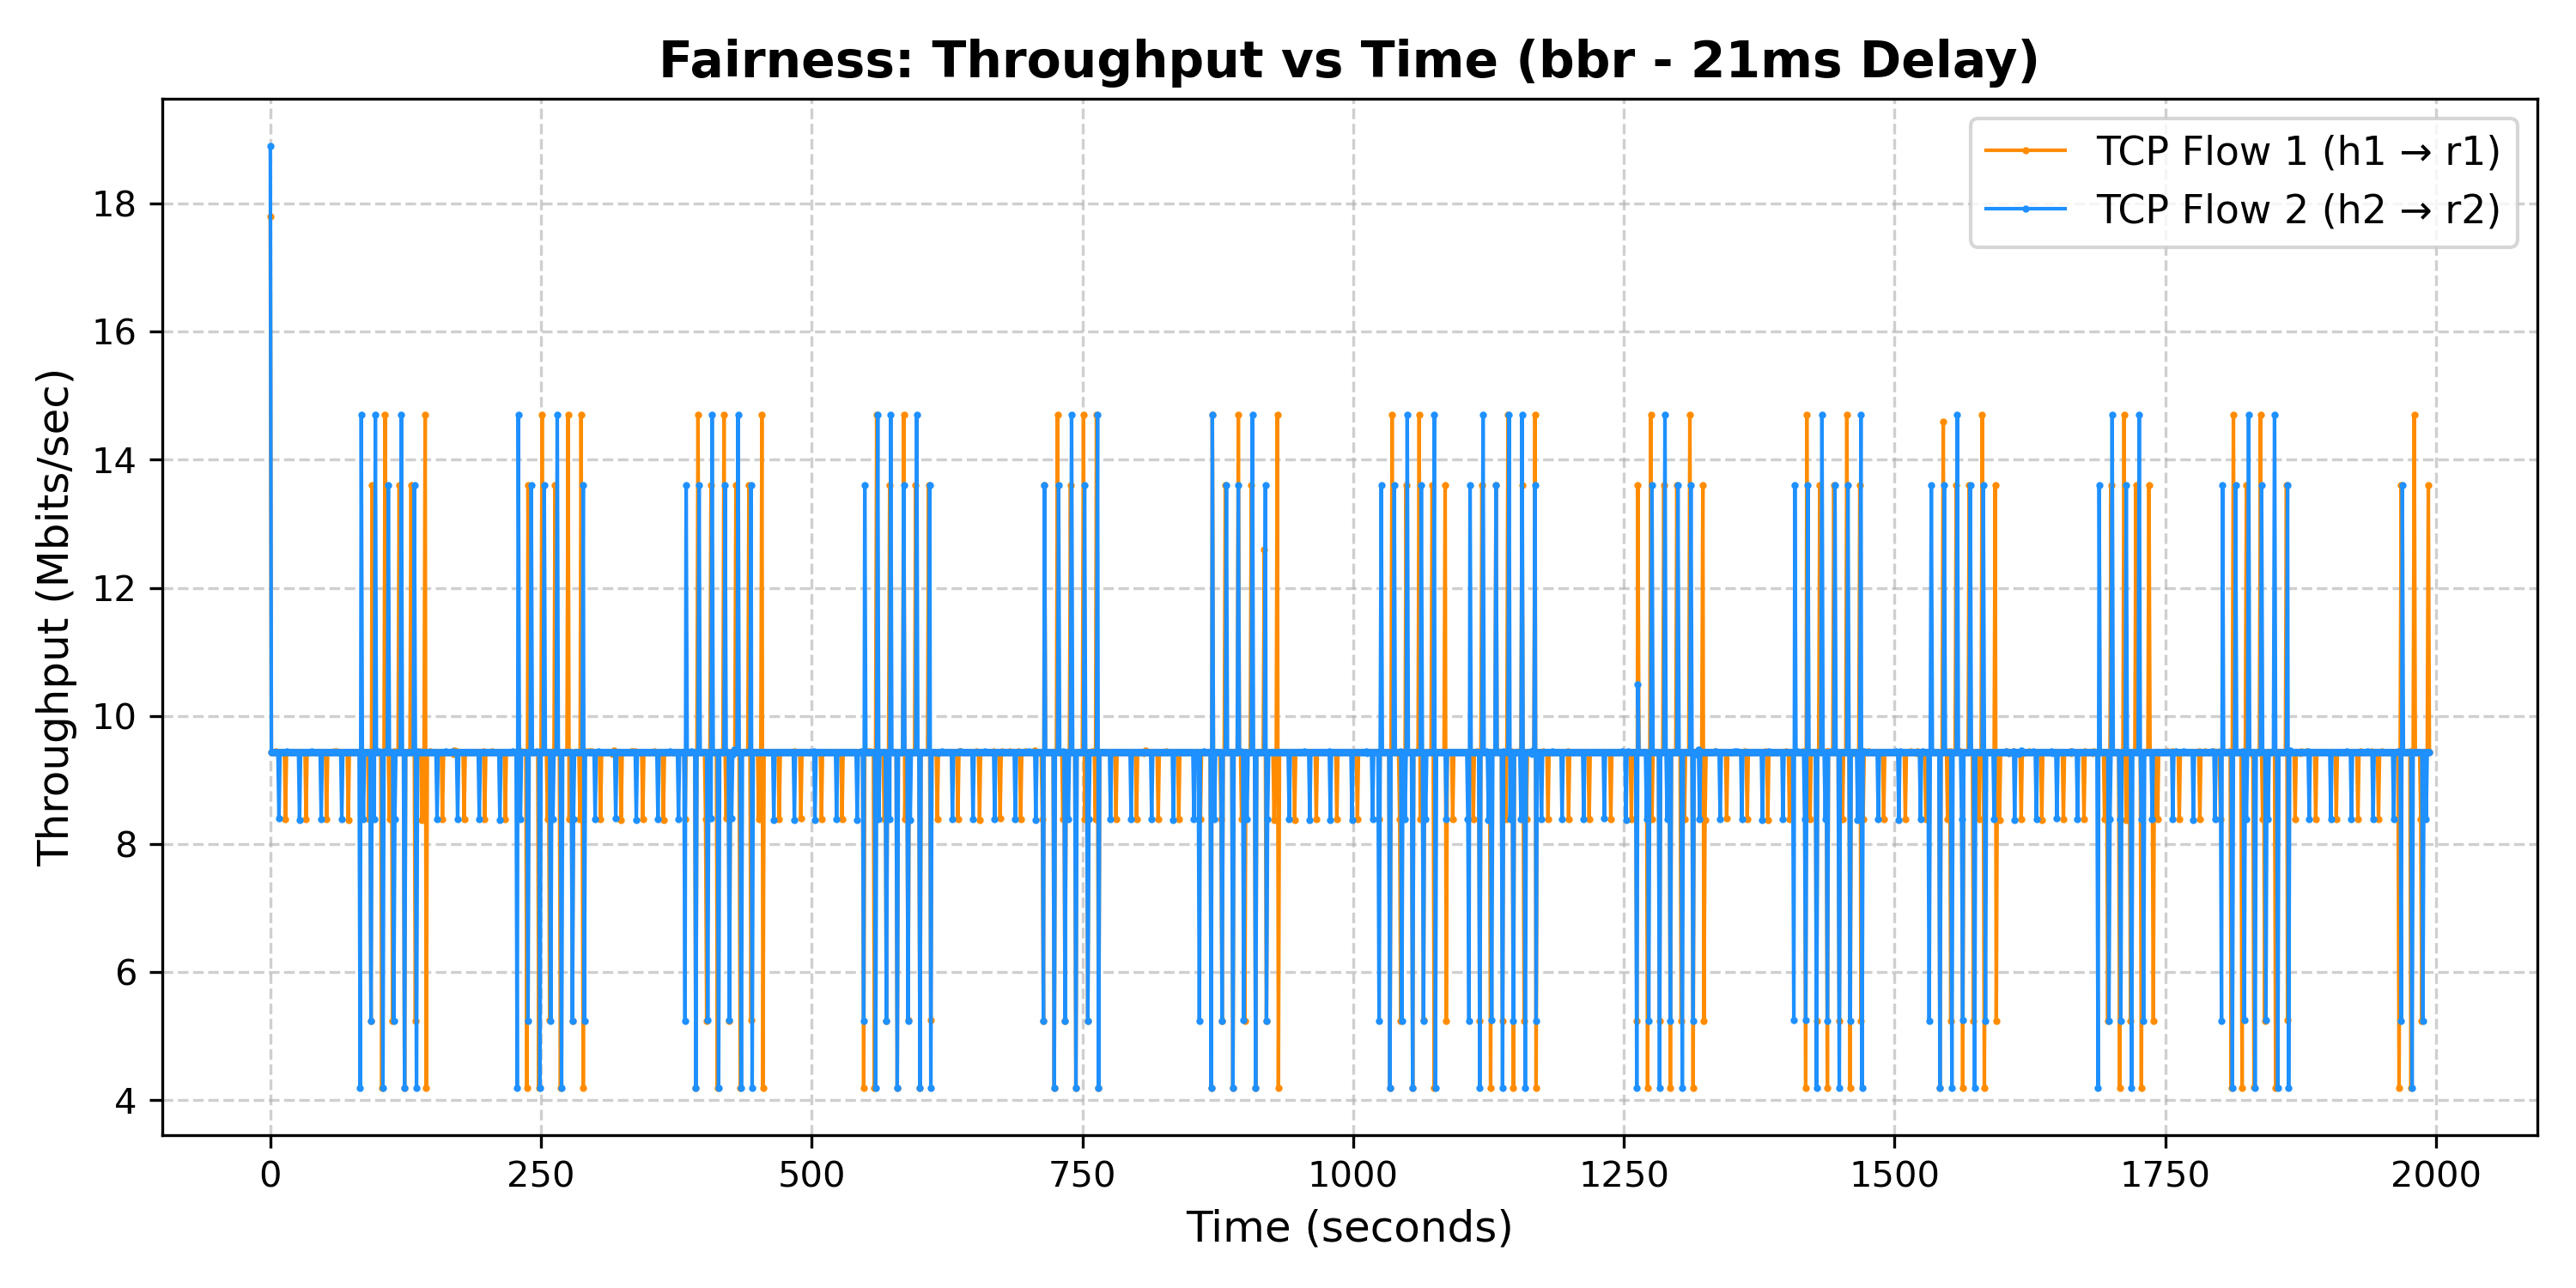 Fairness: Throughput vs Time (bbr - 21ms Delay)
TCP Flow 1 (h1 → r1)
TCP Flow 2 (h2 → r2)
Throughput (Mbits/sec)
18
16
14
12
10
8
6
4
0 250 500 750 1000 1250 1500 1750 2000
Time (seconds)